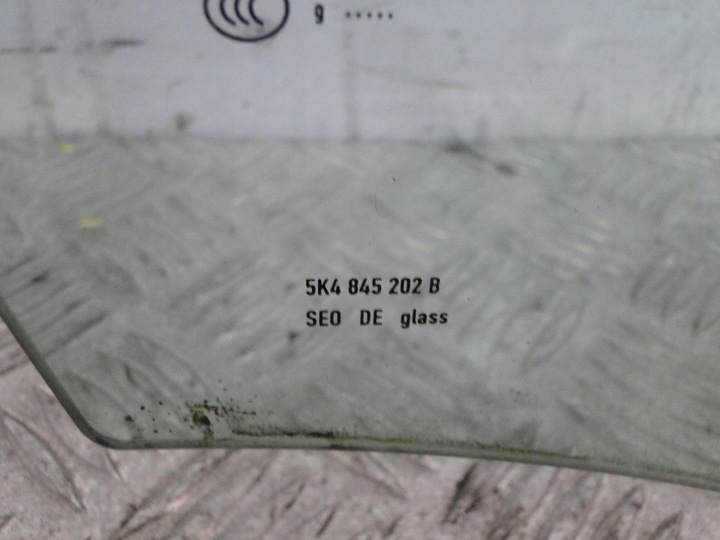 g .....
5K4 845 202 B
SEO DE glass